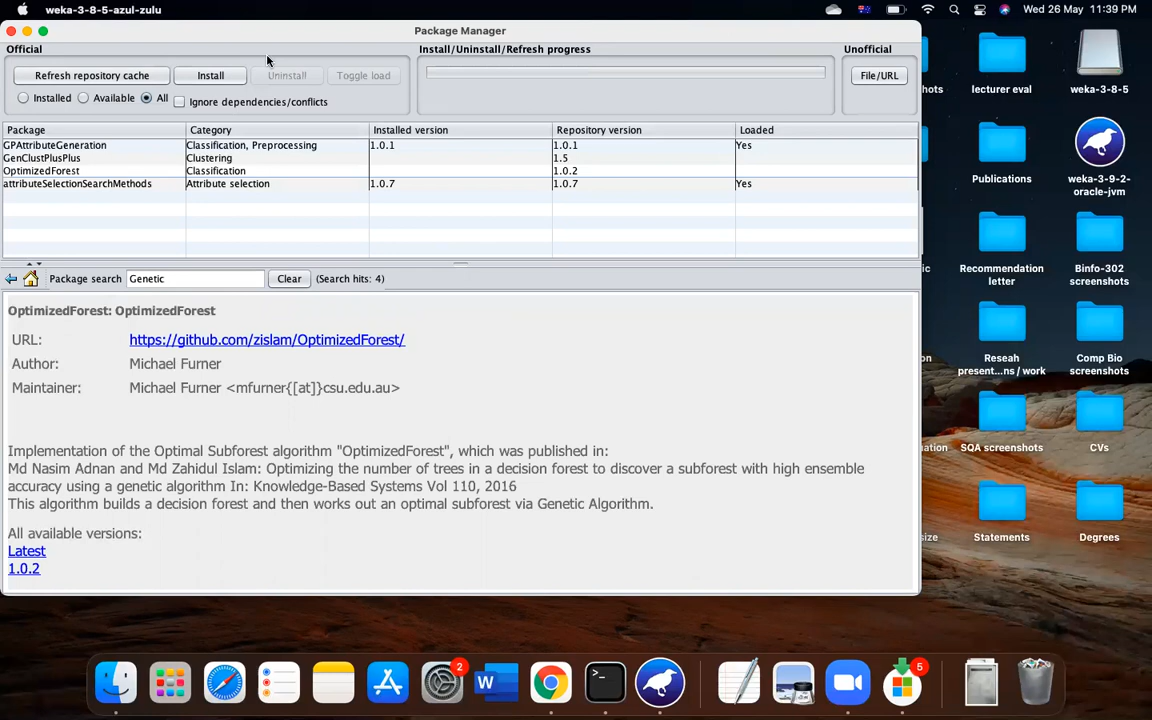 weka-3-8-5-azul-zulu
Wed 26 May 11:39 PM
Package Manager
Official
Install/Uninstall/Refresh progress
Unofficial
Refresh repository cache
Install
Uninstall
Toggle load
File/URL
Installed
Available
All
Ignore dependencies/conflicts
Package Category Installed version Repository version Loaded
GPAttributeGeneration Classification, Preprocessing 1.0.1 1.0.1 Yes
GenClustPlusPlus Clustering 1.5
OptimizedForest Classification 1.0.2
attributeSelectionSearchMethods Attribute selection 1.0.7 1.0.7 Yes
Package search Genetic Clear (Search hits: 4)
OptimizedForest: OptimizedForest
URL: https://github.com/zislam/OptimizedForest/
Author: Michael Furner
Maintainer: Michael Furner <mfurner{[at]}csu.edu.au>
Implementation of the Optimal Subforest algorithm "OptimizedForest", which was published in:
Md Nasim Adnan and Md Zahidul Islam: Optimizing the number of trees in a decision forest to discover a subforest with high ensemble
accuracy using a genetic algorithm In: Knowledge-Based Systems Vol 110, 2016
This algorithm builds a decision forest and then works out an optimal subforest via Genetic Algorithm.
All available versions:
Latest
1.0.2
hots
lecturer eval
weka-3-8-5
Publications
weka-3-9-2-
oracle-jvm
ic
Recommendation
letter
Binfo-302
screenshots
on
Reseah
present...ns / work
Comp Bio
screenshots
uation
SQA screenshots
CVs
size
Statements
Degrees
2
W
>_
5